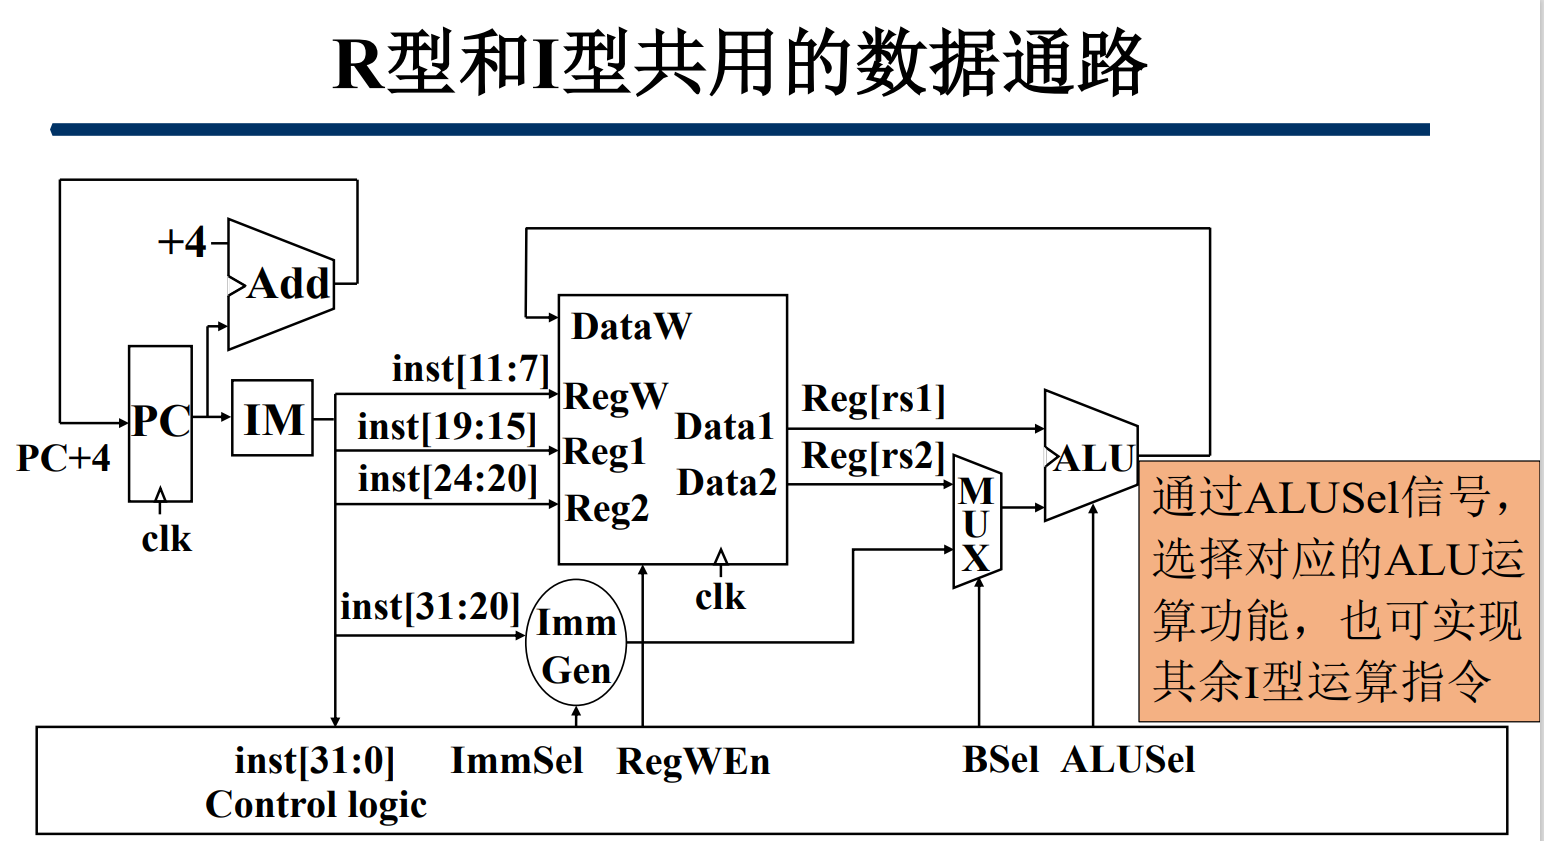 R型和I型共用的数据通路
+4
Add
DataW
inst[11:7]
RegW
Reg[rs1]
PC
IM
inst[19:15]
Data1
PC+4
Reg1
Reg[rs2]
ALU
inst[24:20]
Data2
M
U
X
Reg2
clk
clk
inst[31:20]
Imm
Gen
通过ALUSel信号，
选择对应的ALU运
算功能，也可实现
其余I型运算指令
inst[31:0]
ImmSel
RegWEn
BSel
ALUSel
Control logic